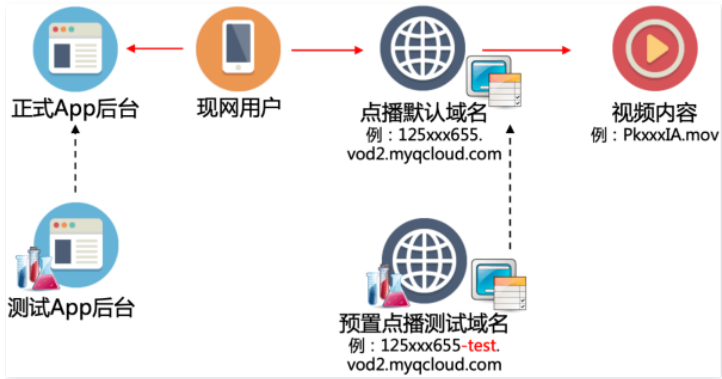 正式App后台
现网用户
点播默认域名
例：125xxx655.
vod2.myqcloud.com
视频内容
例：PkxxxIA.mov
测试App后台
预置点播测试域名
例：125xxx655-test.
vod2.myqcloud.com